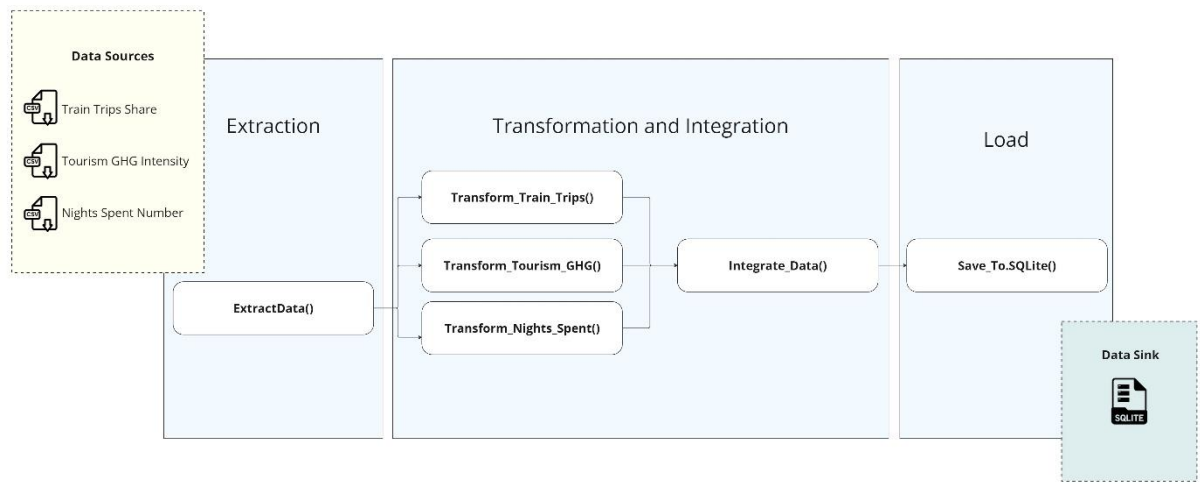 Data Sources
CSV
Train Trips Share
CSV
Tourism GHG Intensity
CSV
Nights Spent Number
Extraction
ExtractData()
Transformation and Integration
Transform_Train_Trips()
Transform_Tourism_GHG()
Transform_Nights_Spent()
Integrate_Data()
Load
Save_To.SQLite()
Data Sink
SQLITE